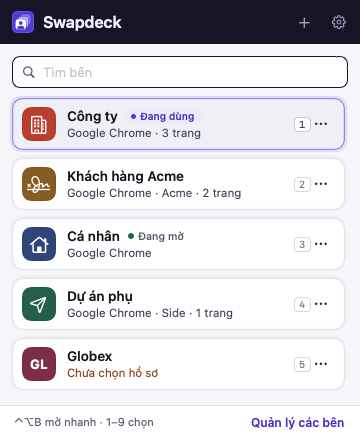 Swapdeck
Tìm bên
Công ty
Đang dùng
Google Chrome · 3 trang
1
Khách hàng Acme
Google Chrome · Acme · 2 trang
2
Cá nhân
Đang mở
Google Chrome
3
Dự án phụ
Google Chrome · Side · 1 trang
4
GL
Globex
Chưa chọn hồ sơ
5
⌃⌥B mở nhanh · 1–9 chọn
Quản lý các bên